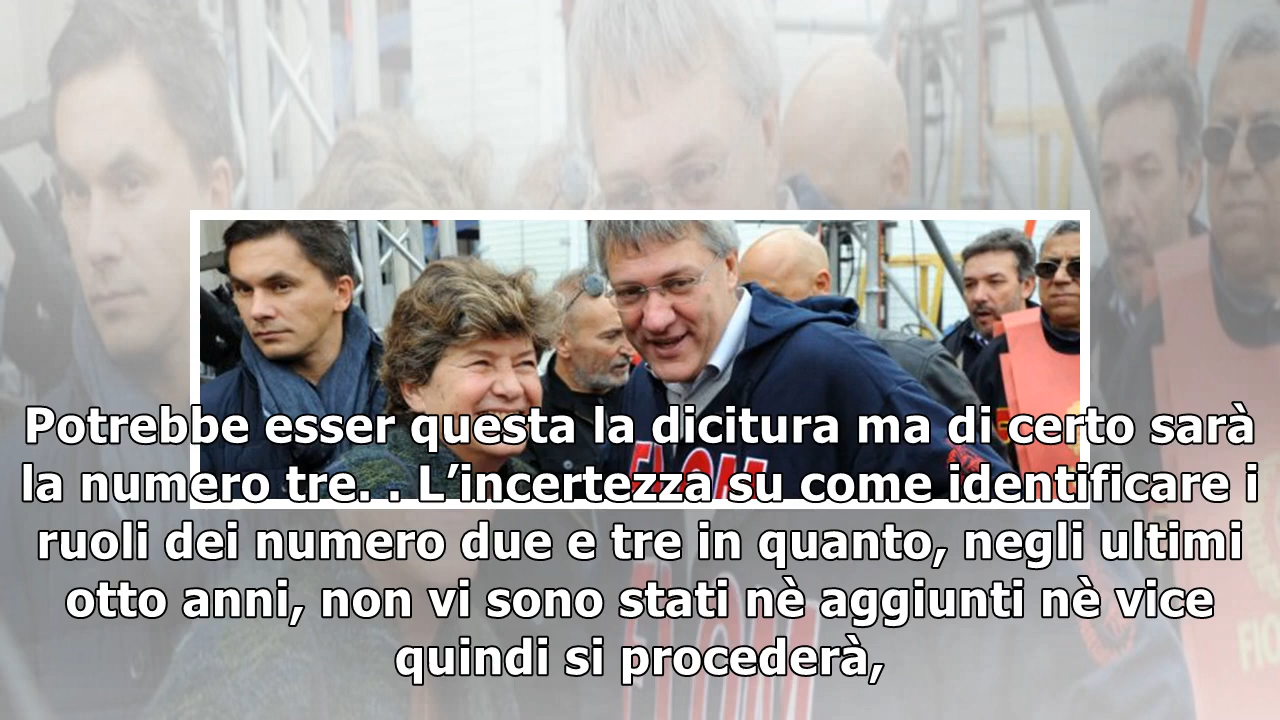 Potrebbe esser questa la dicitura ma di certo sarà
la numero tre. . L’incertezza su come identificare i
ruoli dei numero due e tre in quanto, negli ultimi
otto anni, non vi sono stati nè aggiunti nè vice
quindi si procederà,
FIOM